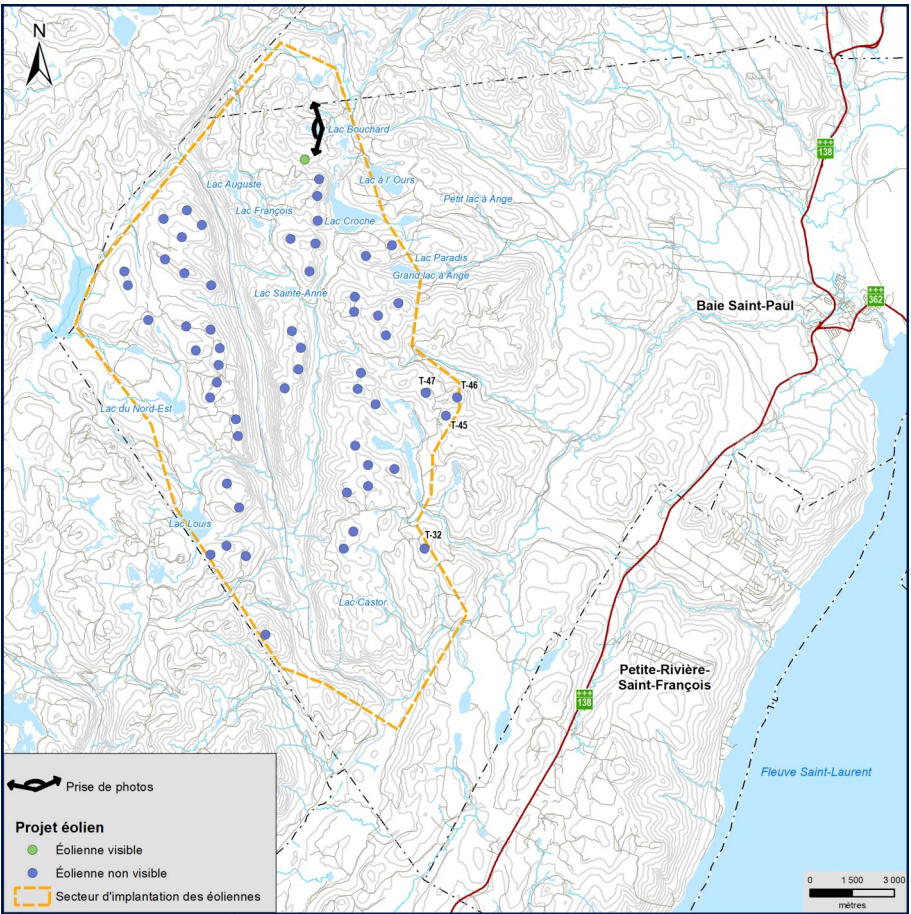 N
138
Lac Bouchard
Lac à l' Ours
Lac Auguste
Petit lac à Ange
Lac François
Lac Croche
Lac Paradis
Grand lac à Ange
Lac Sainte-Anne
Baie Saint-Paul
362
T-47
T-46
T-45
Lac du Nord-Est
Lac Louis
T-32
Lac Castor
Petite-Rivière-
Saint-François
138
Fleuve Saint-Laurent
Prise de photos
Projet éolien
Éolienne visible
Éolienne non visible
Secteur d'implantation des éoliennes
0 1 500 3 000
mètres